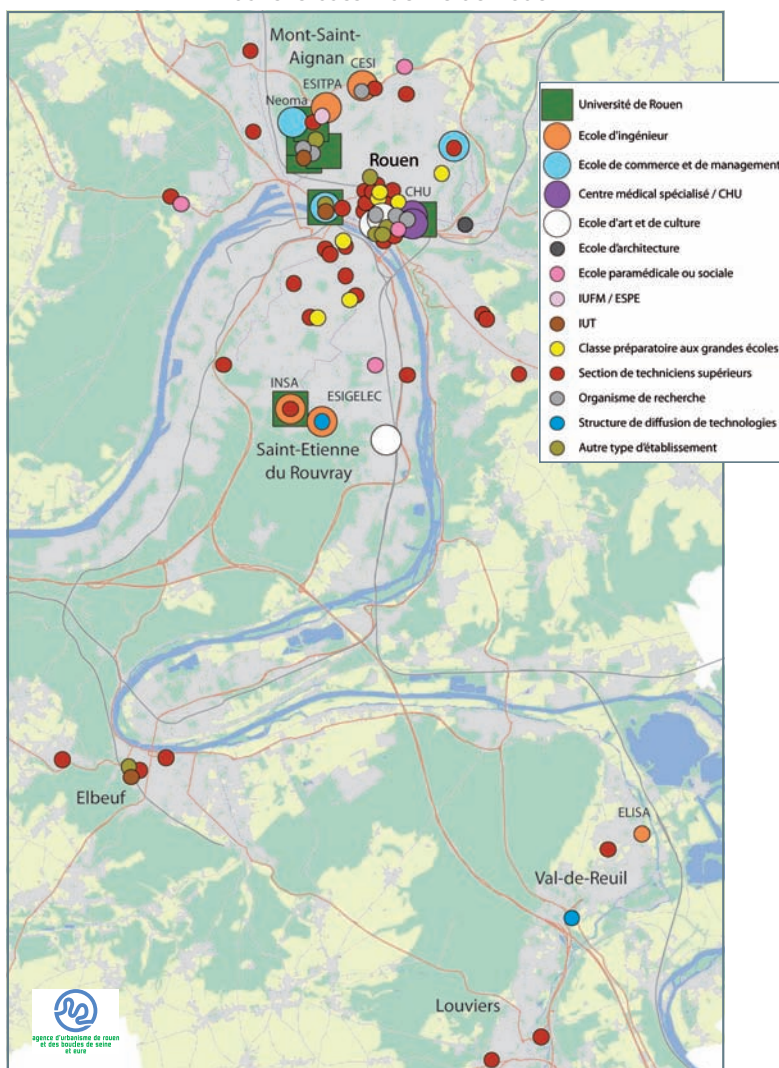 Mont-Saint-
Aignan
CESI
ESITPA
Neoma
Rouen
CHU
INSA
ESIGELEC
Saint-Etienne
du Rouvray
Elbeuf
ELISA
Val-de-Reuil
Louviers
Université de Rouen
Ecole d'ingénieur
Ecole de commerce et de management
Centre médical spécialisé / CHU
Ecole d'art et de culture
Ecole d'architecture
Ecole paramédicale ou sociale
IUFM / ESPE
IUT
Classe préparatoire aux grandes écoles
Section de techniciens supérieurs
Organisme de recherche
Structure de diffusion de technologies
Autre type d'établissement
agence d'urbanisme de rouen
et des boucles de seine
et eure